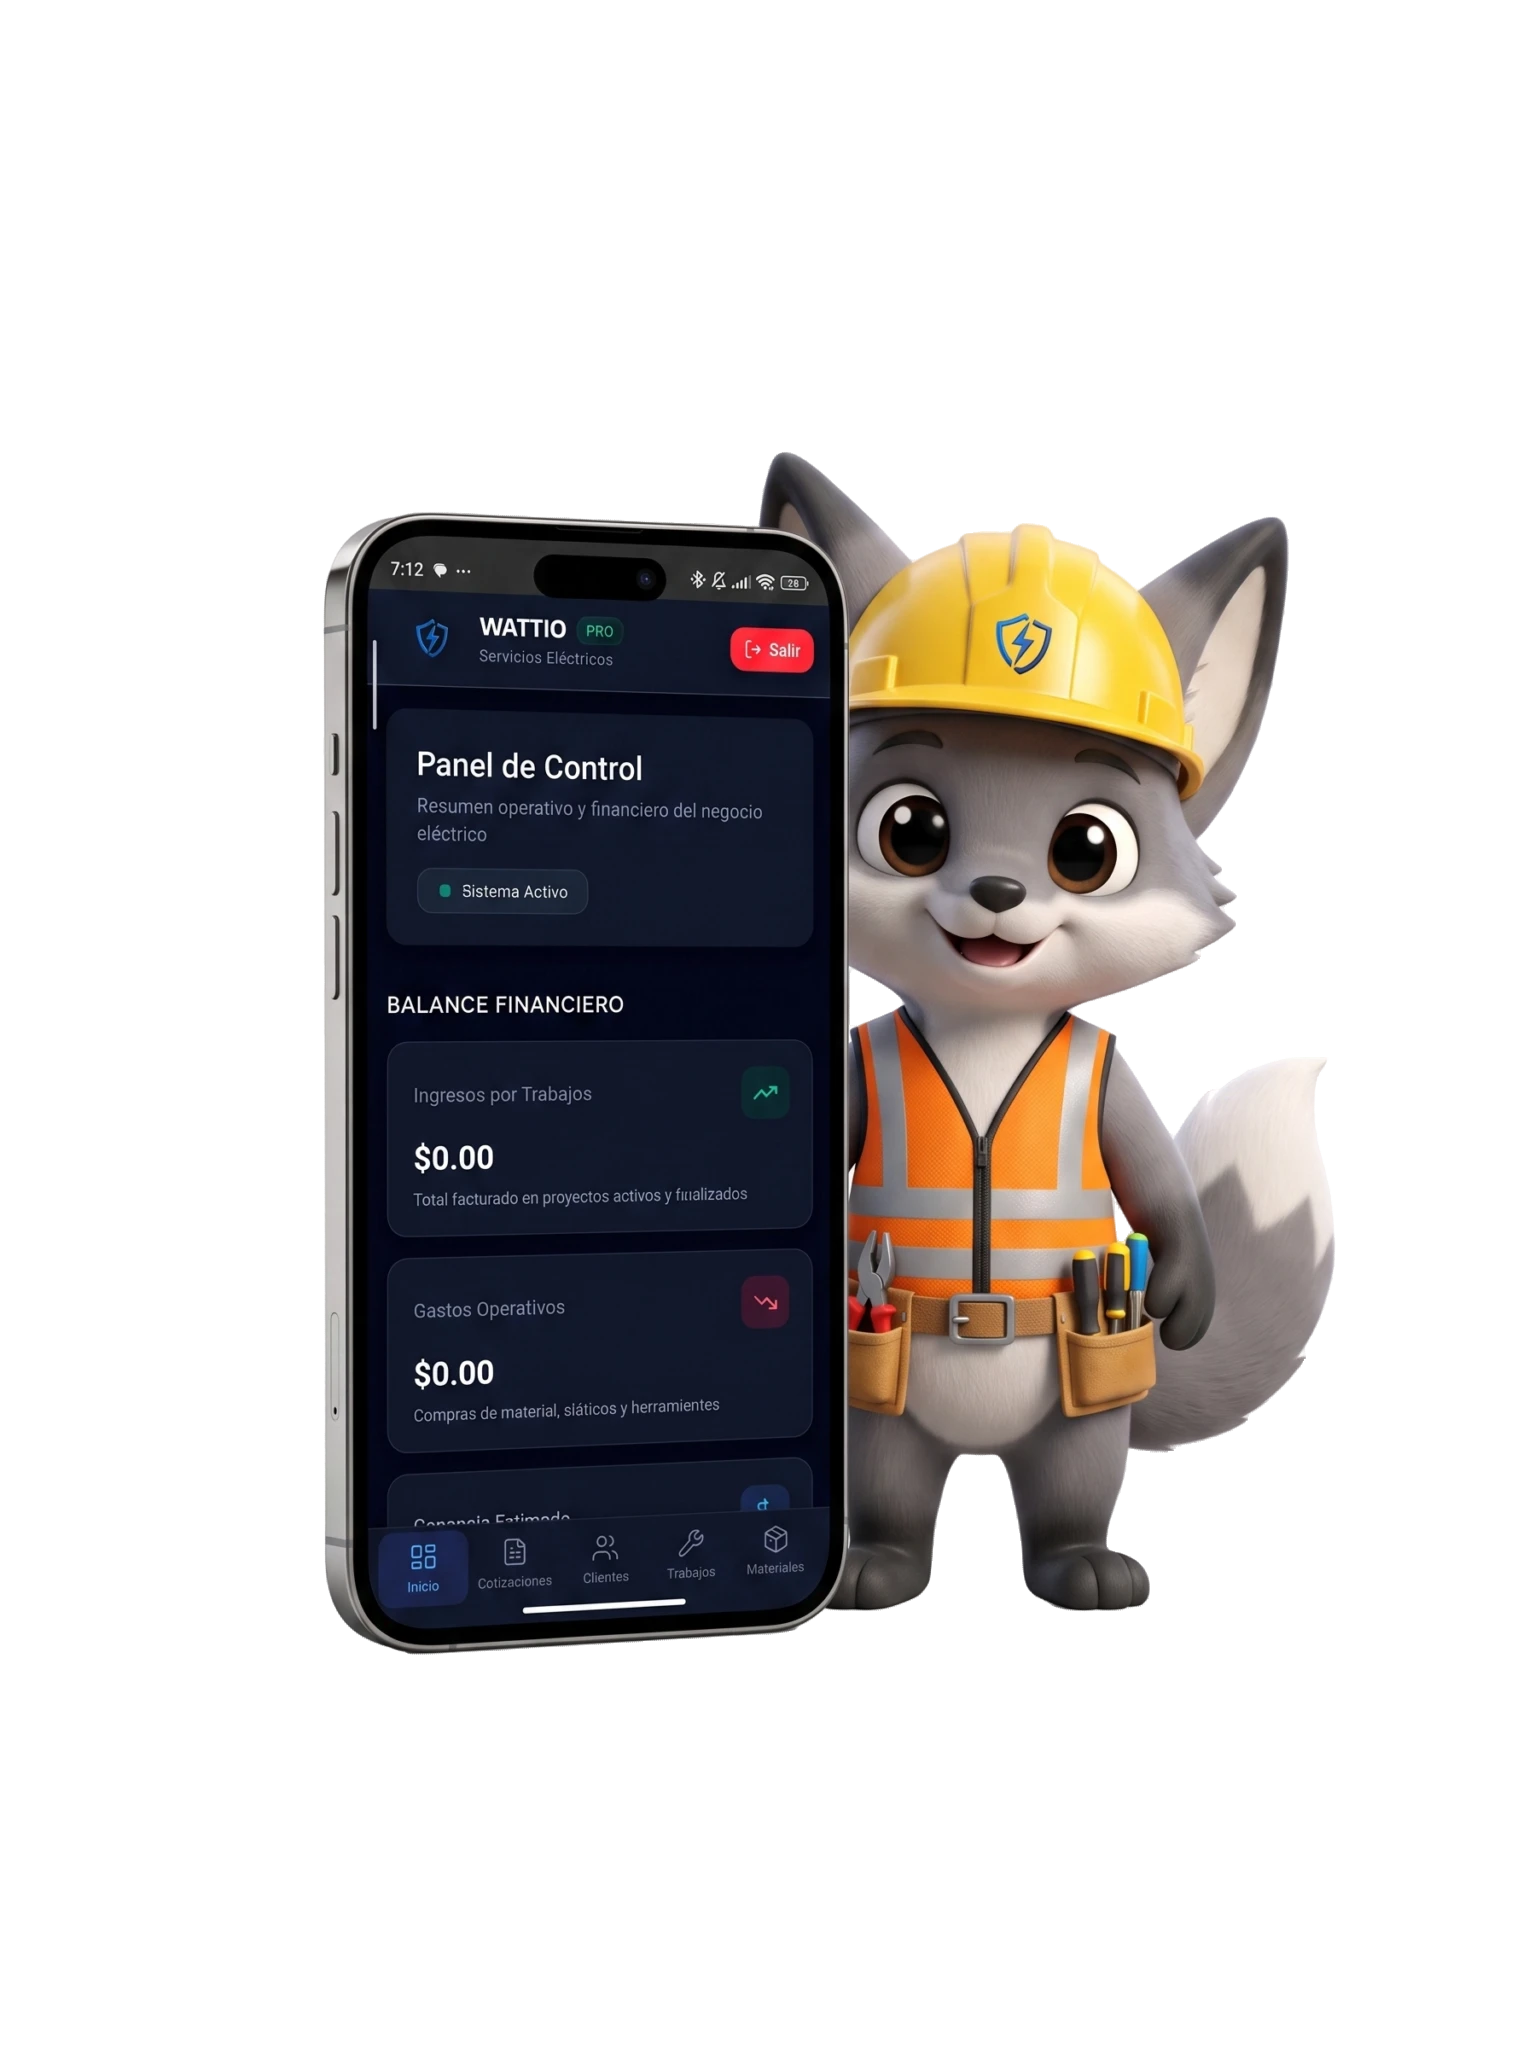 7:12
28
WATTIO PRO
Servicios Eléctricos
Salir
Panel de Control
Resumen operativo y financiero del negocio
eléctrico
Sistema Activo
BALANCE FINANCIERO
Ingresos por Trabajos
$0.00
Total facturado en proyectos activos y
Gastos Operativos
$0.00
Compras de material, sláticos y herramientes
Inicio
Cotizaciones
Clientes
Trabajos
Materiales